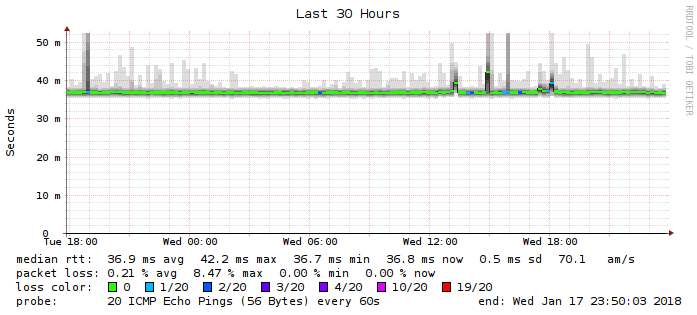 Last 30 Hours
RRDTOOL / TOBI OETIKER
Seconds
50 m
40 m
30 m
20 m
10 m
0
Tue 18:00 Wed 00:00 Wed 06:00 Wed 12:00 Wed 18:00
median rtt: 36.9 ms avg 42.2 ms max 36.7 ms min 36.8 ms now 0.5 ms sd 70.1 am/s
packet loss: 0.21 % avg 8.47 % max 0.00 % min 0.00 % now
loss color: 0 1/20 2/20 3/20 4/20 10/20 19/20
probe: 20 ICMP Echo Pings (56 Bytes) every 60s end: Wed Jan 17 23:50:03 2018